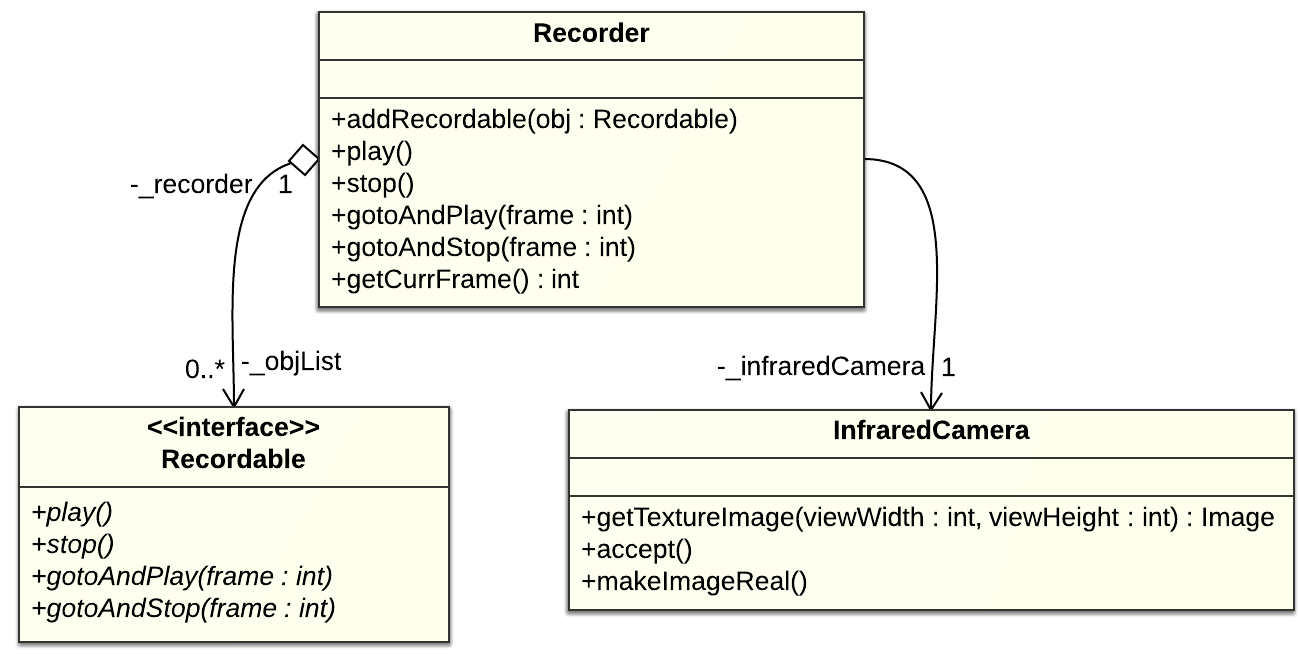 Recorder
+addRecordable(obj : Recordable)
+play()
+stop()
+gotoAndPlay(frame : int)
+gotoAndStop(frame : int)
+getCurrFrame() : int
-_recorder
1
0..*
-_objList
-_infraredCamera
1
<<interface>>
Recordable
+play()
+stop()
+gotoAndPlay(frame : int)
+gotoAndStop(frame : int)
InfraredCamera
+getTextureImage(viewWidth : int, viewHeight : int) : Image
+accept()
+makeImageReal()